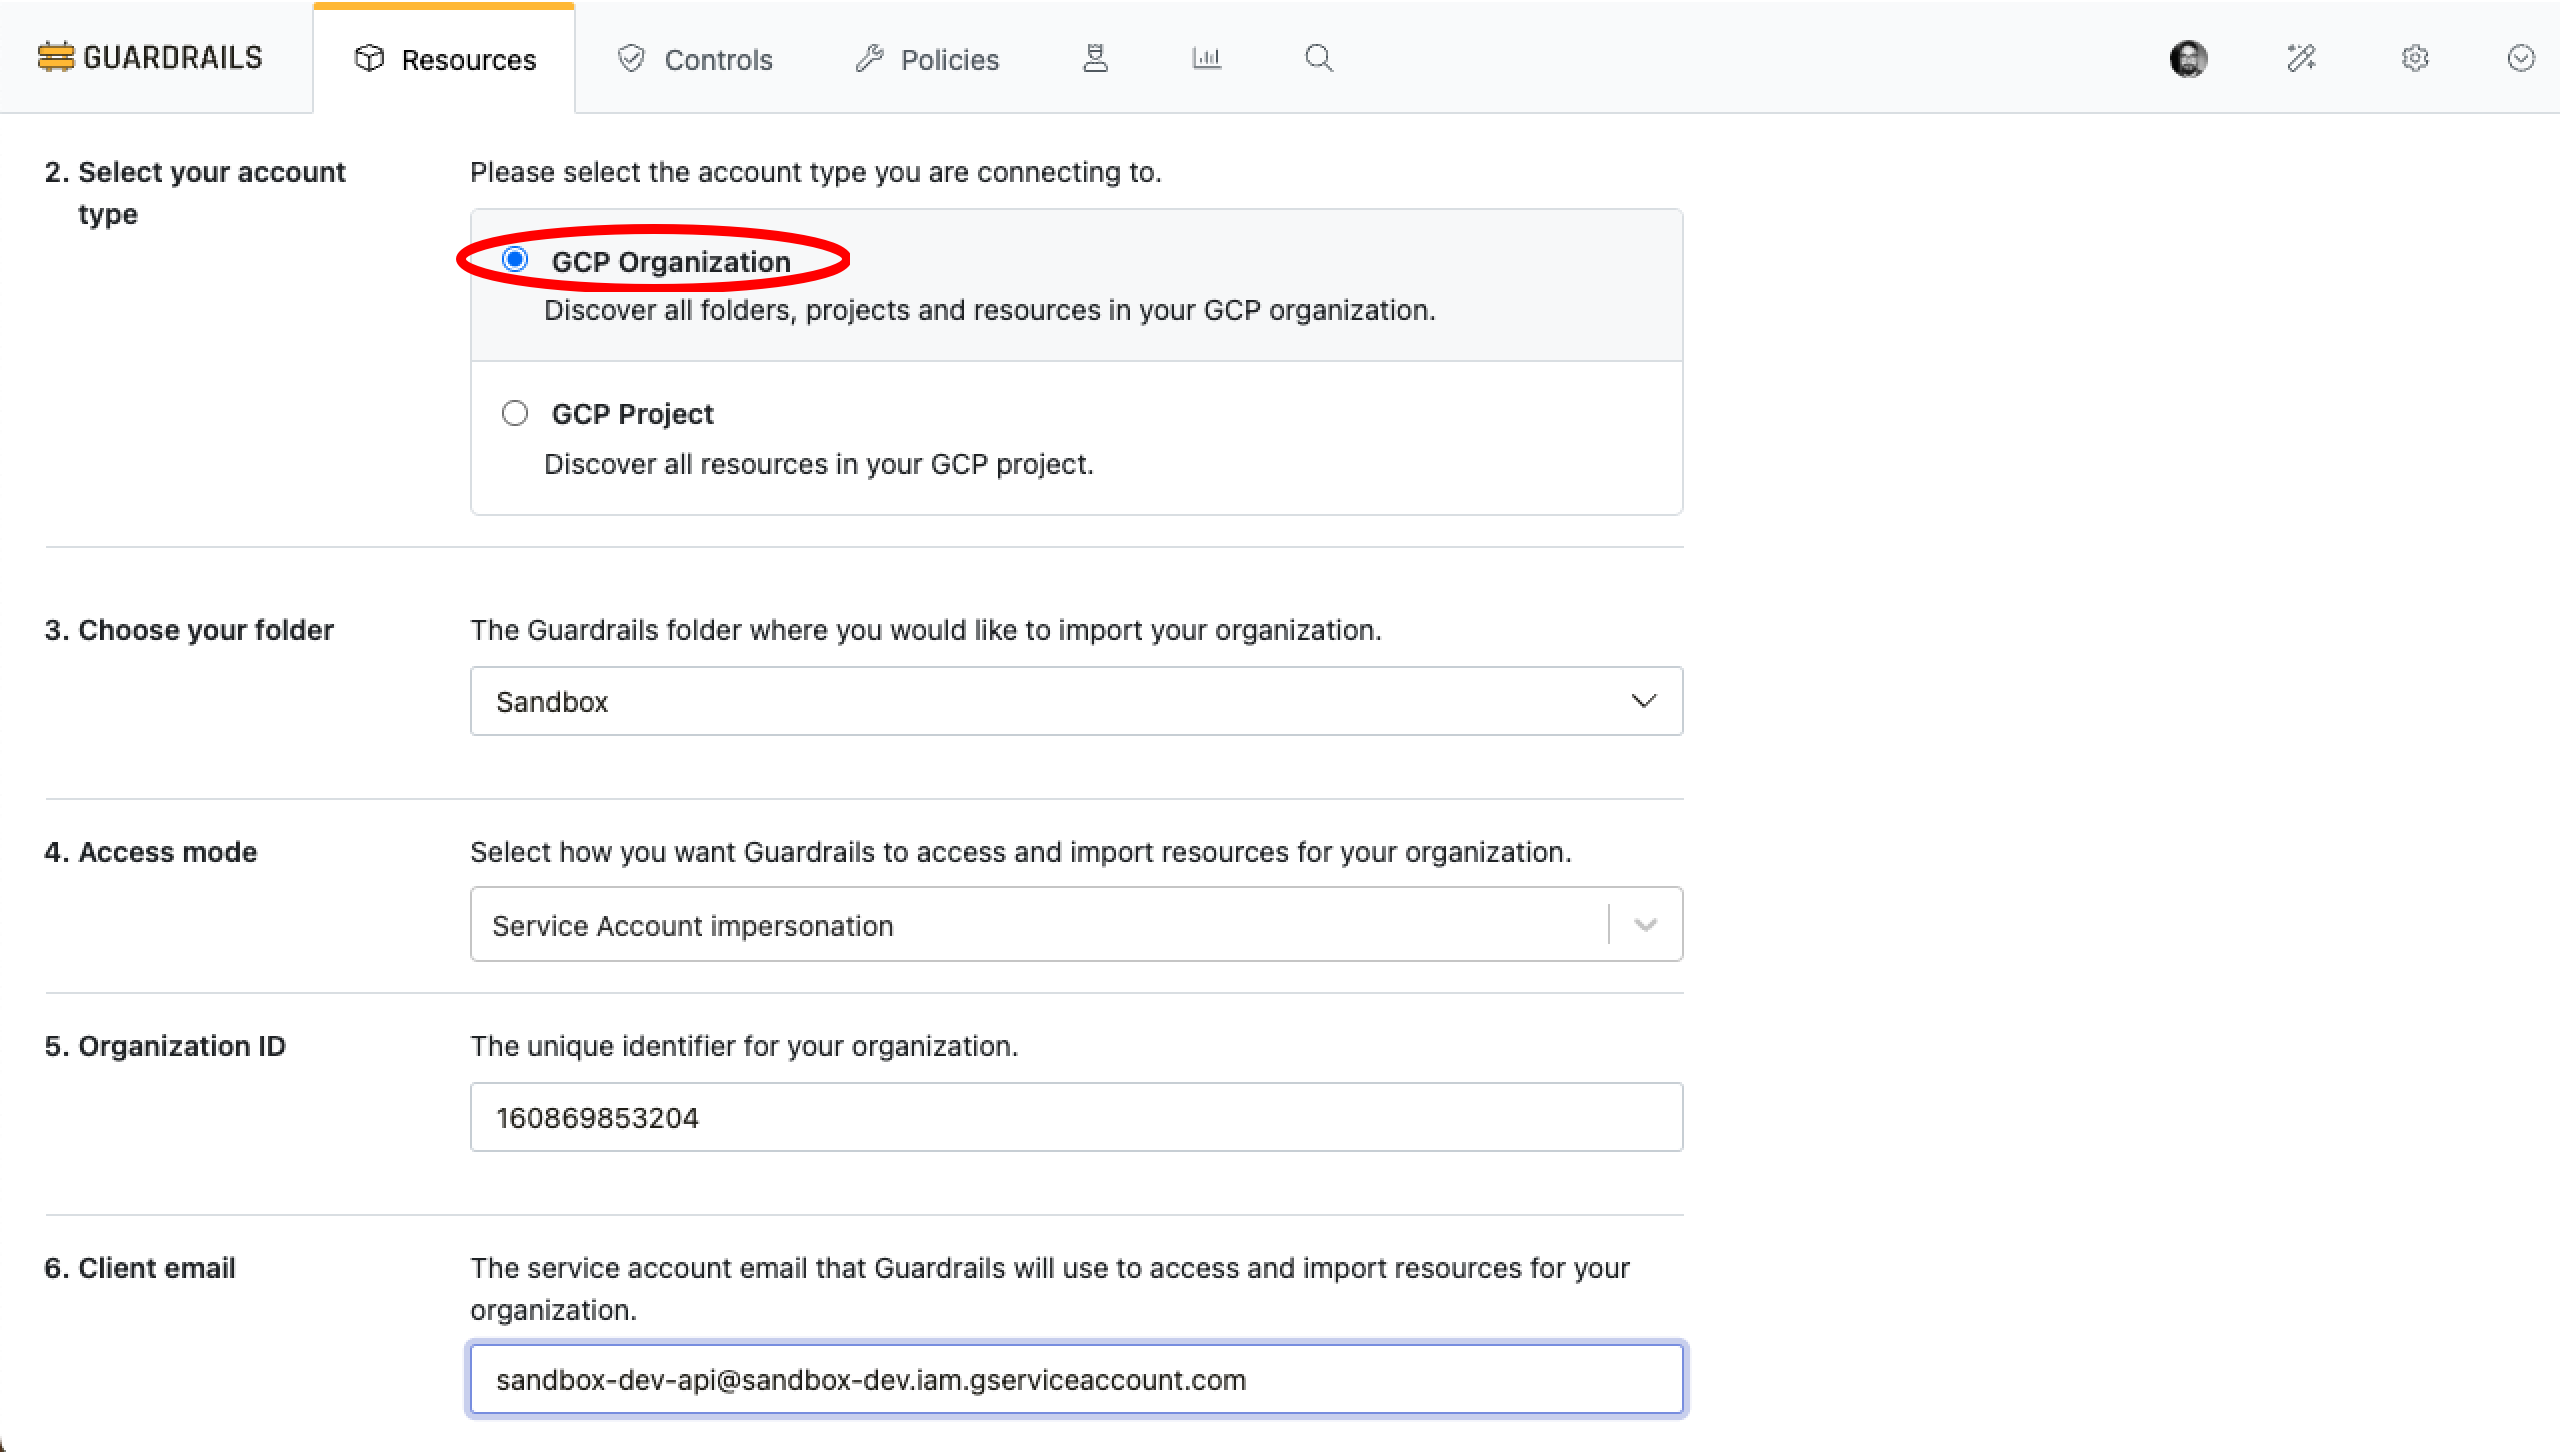 GUARDRAILS
Resources
Controls
Policies
2. Select your account
type
Please select the account type you are connecting to.
GCP Organization
Discover all folders, projects and resources in your GCP organization.
GCP Project
Discover all resources in your GCP project.
3. Choose your folder
The Guardrails folder where you would like to import your organization.
Sandbox
4. Access mode
Select how you want Guardrails to access and import resources for your organization.
Service Account impersonation
5. Organization ID
The unique identifier for your organization.
160869853204
6. Client email
The service account email that Guardrails will use to access and import resources for your
organization.
sandbox-dev-api@sandbox-dev.iam.gserviceaccount.com